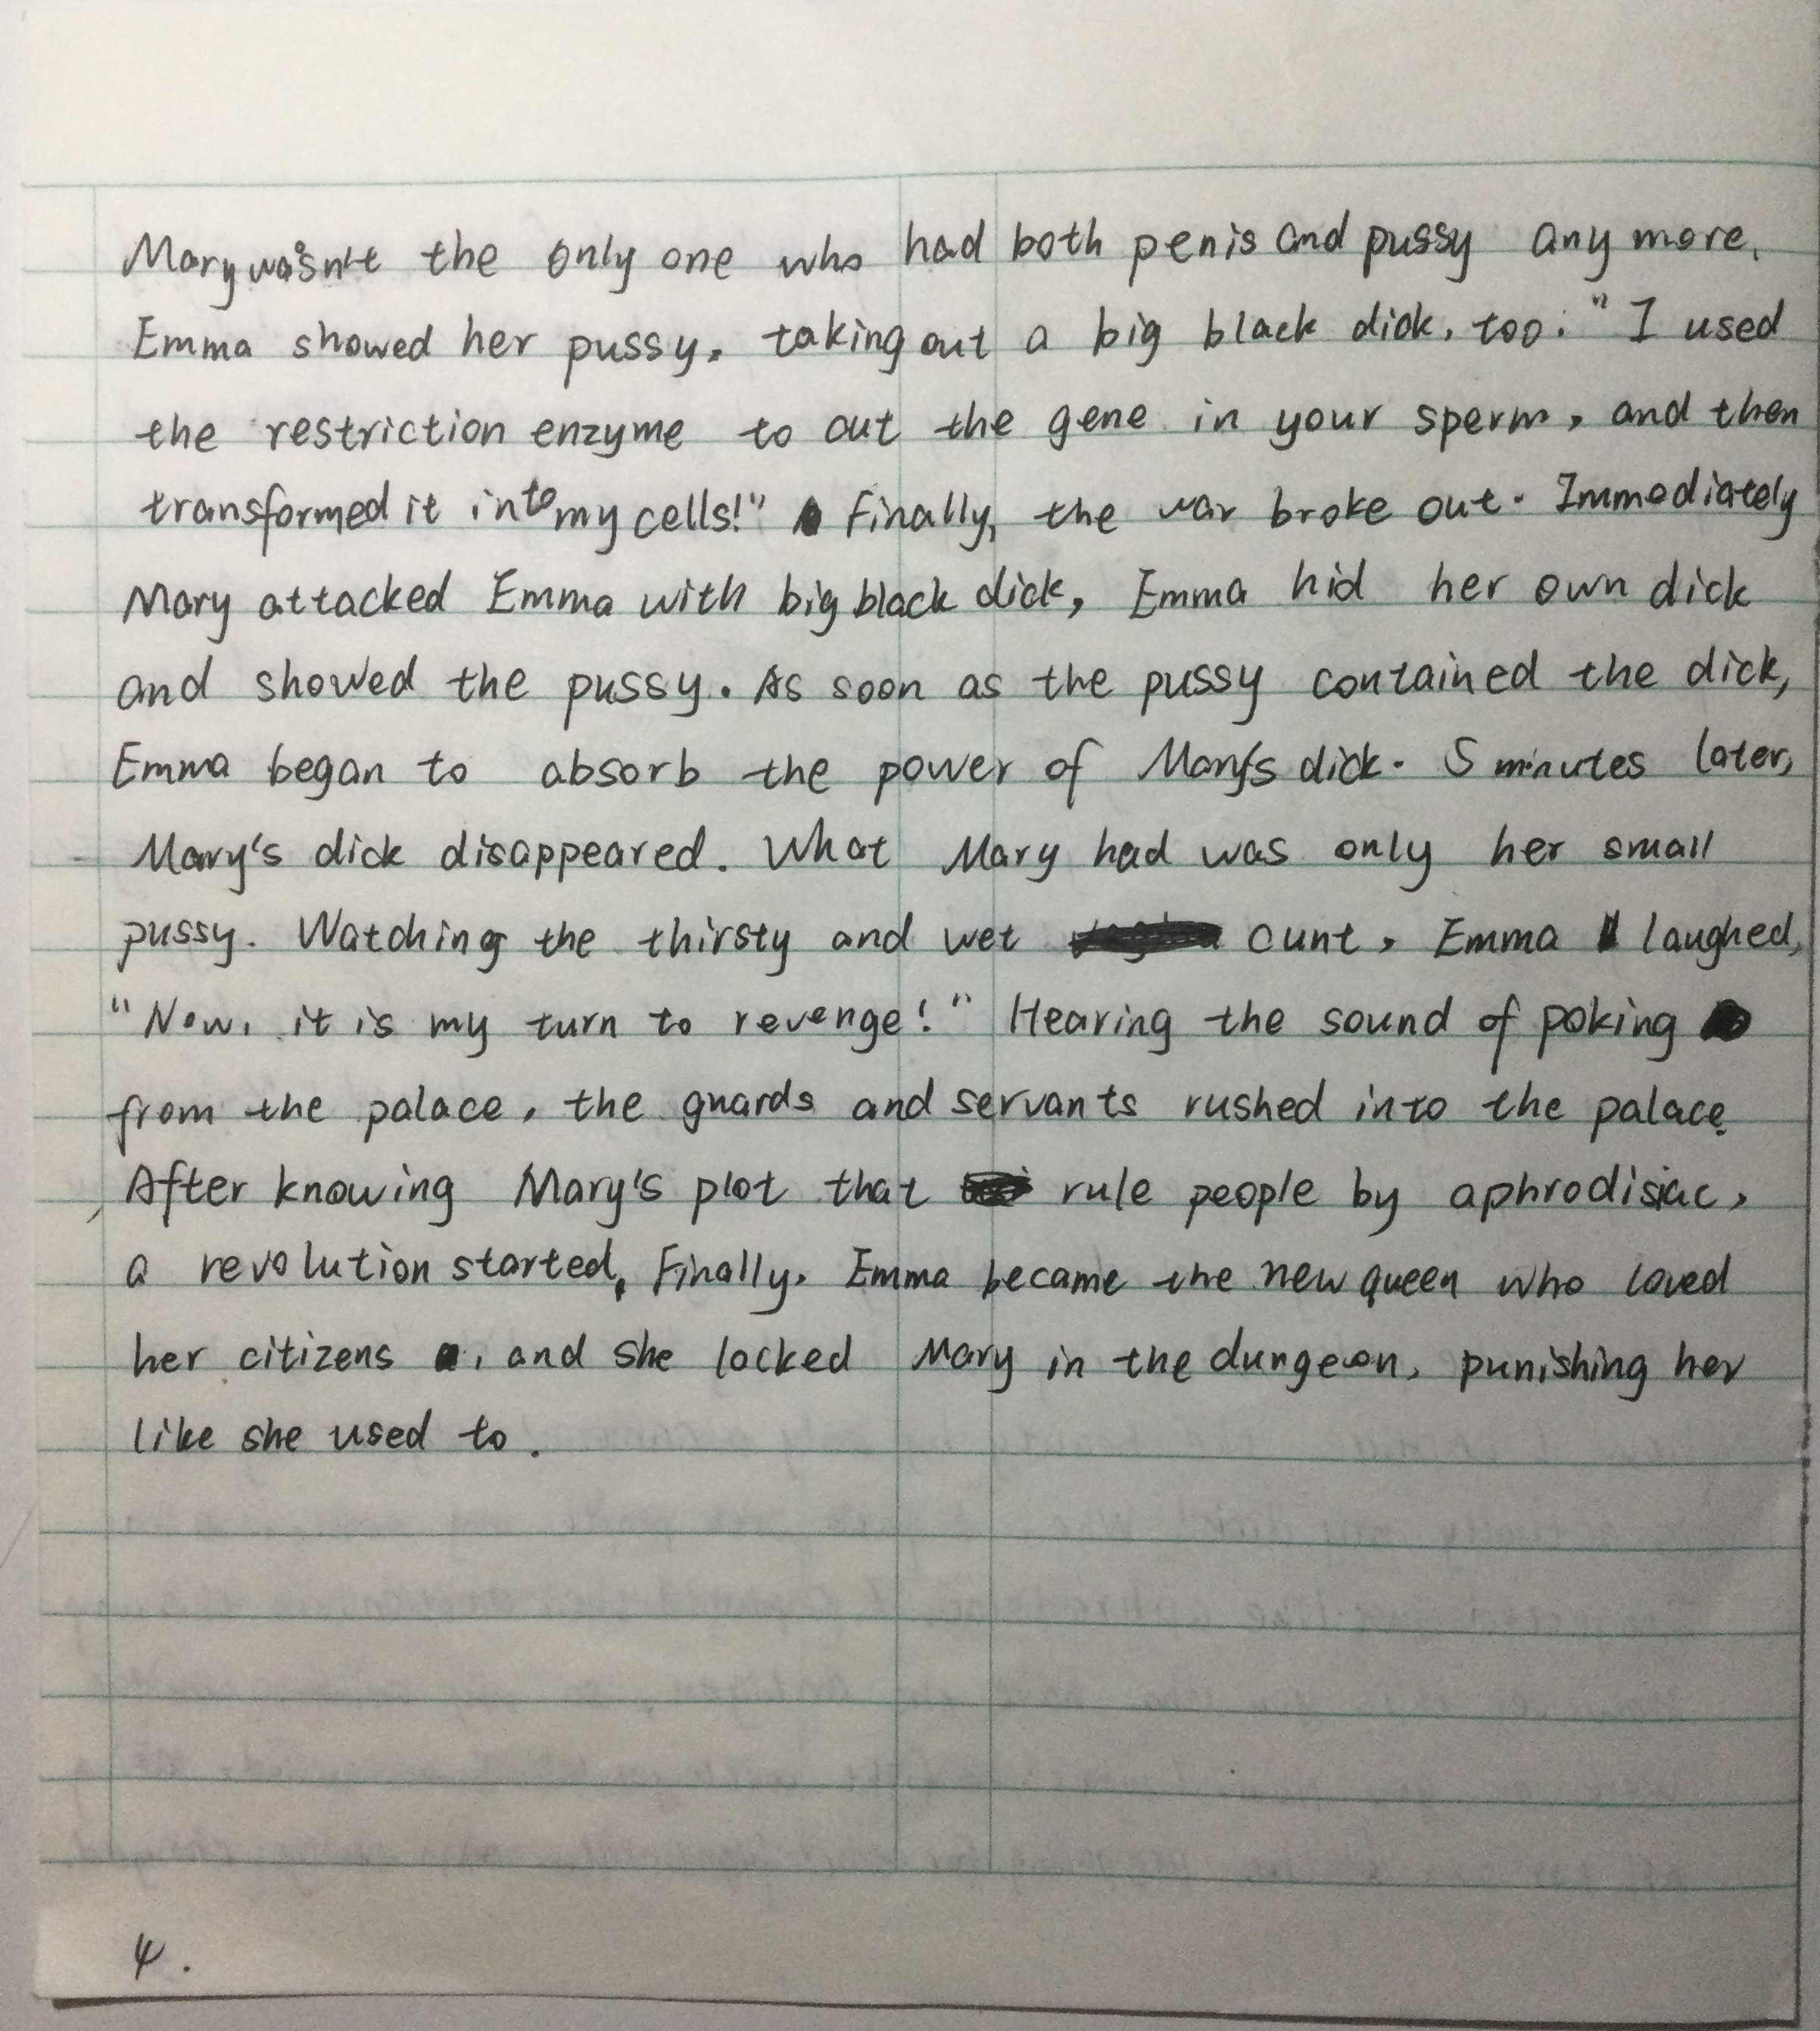 Mary wasn't the only one who had both penis and pussy any more.
Emma showed her pussy, taking out a big black dick, too. "I used
the restriction enzyme to cut the gene in your sperm, and then
transformed it into my cells!" Finally, the war broke out. Immediately
Mary attacked Emma with big black dick, Emma hid her own dick
and showed the pussy. As soon as the pussy contained the dick,
Emma began to absorb the power of Mary's dick. 5 minutes later,
Mary's dick disappeared. What Mary had was only her small
pussy. Watching the thirsty and wet cunt, Emma laughed,
"Now, it is my turn to revenge!" Hearing the sound of poking
from the palace, the guards and servants rushed into the palace.
After knowing Mary's plot that rule people by aphrodisiac,
a revolution started. Finally, Emma became the new queen who loved
her citizens, and she locked Mary in the dungeon, punishing her
like she used to.
4.